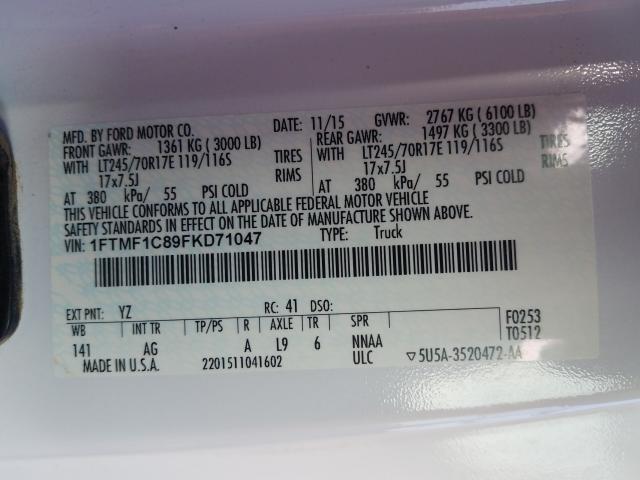 MFD. BY FORD MOTOR CO. DATE: 11/15 GVWR: 2767 KG ( 6100 LB)
FRONT GAWR: 1361 KG ( 3000 LB) REAR GAWR: 1497 KG ( 3300 LB)
WITH LT245/70R17E 119/116S TIRES WITH LT245/70R17E 119/116S TIRES
17x7.5J RIMS 17x7.5J RIMS
AT 380 kPa/ 55 PSI COLD AT 380 kPa/ 55 PSI COLD
THIS VEHICLE CONFORMS TO ALL APPLICABLE FEDERAL MOTOR VEHICLE
SAFETY STANDARDS IN EFFECT ON THE DATE OF MANUFACTURE SHOWN ABOVE.
VIN: 1FTMF1C89FKD71047 TYPE: Truck
EXT PNT: YZ RC: 41 DSO: F0253
WB INT TR TP/PS R AXLE TR SPR T0512
141 AG A L9 6 NNAA
MADE IN U.S.A. 2201511041602 ULC ▽5U5A-3520472-AA